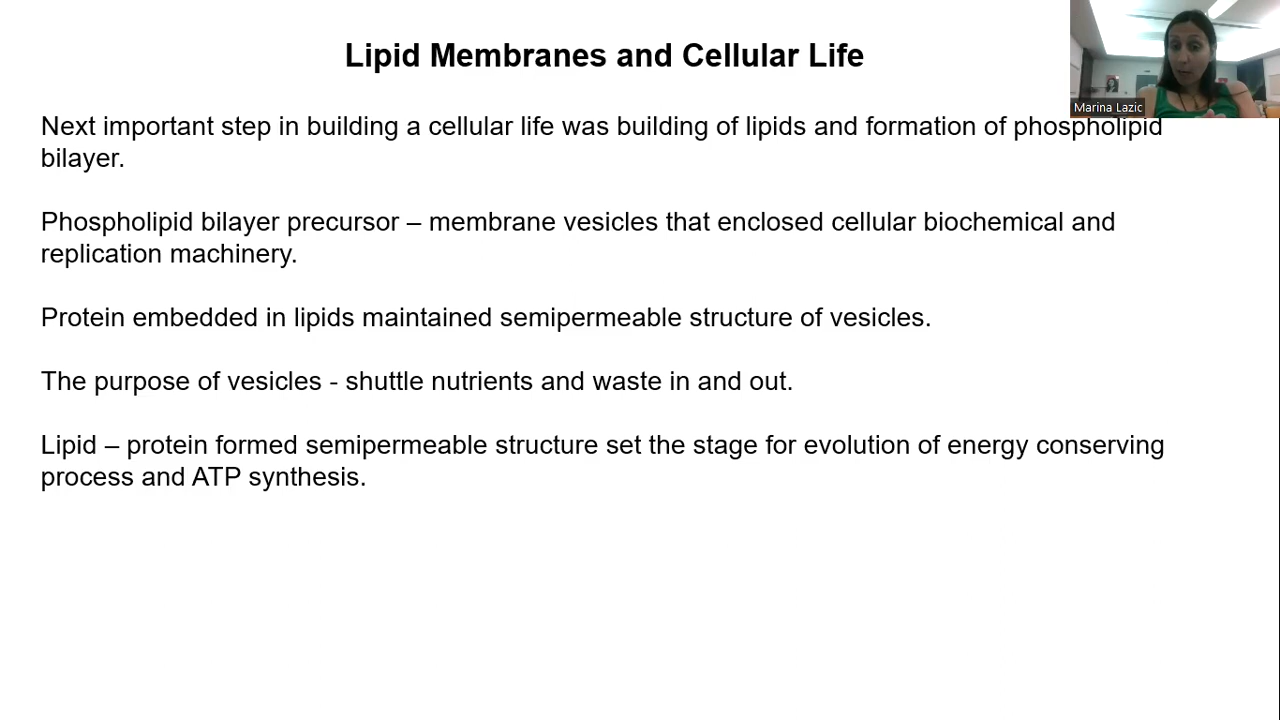 Lipid Membranes and Cellular Life
Marina Lazic
Next important step in building a cellular life was building of lipids and formation of phospholipid
bilayer.
Phospholipid bilayer precursor – membrane vesicles that enclosed cellular biochemical and
replication machinery.
Protein embedded in lipids maintained semipermeable structure of vesicles.
The purpose of vesicles - shuttle nutrients and waste in and out.
Lipid – protein formed semipermeable structure set the stage for evolution of energy conserving
process and ATP synthesis.